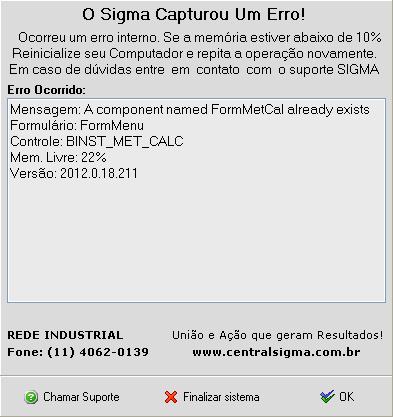 O Sigma Capturou Um Erro!
Ocorreu um erro interno. Se a memória estiver abaixo de 10%
Reinicialize seu Computador e repita a operação novamente.
Em caso de dúvidas entre em contato com o suporte SIGMA
Erro Ocorrido:
Mensagem: A component named FormMetCal already exists
Formulário: FormMenu
Controle: BINST_MET_CALC
Mem. Livre: 22%
Versão: 2012.0.18.211
REDE INDUSTRIAL
União e Ação que geram Resultados!
Fone: (11) 4062-0139
www.centralsigma.com.br
Chamar Suporte
Finalizar sistema
OK